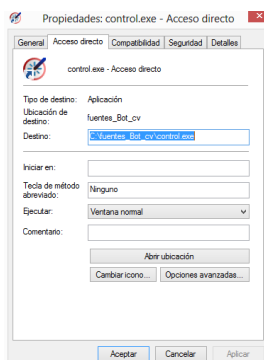 Propiedades: control.exe - Acceso directo
General Acceso directo Compatibilidad Seguridad Detalles
control.exe - Acceso directo
Tipo de destino: Aplicación
Ubicación de destino: fuentes_Bot_cv
Destino: C:\fuentes_Bot_cv\control.exe
Iniciar en:
Tecla de método abreviado: Ninguno
Ejecutar: Ventana normal
Comentario:
Abrir ubicación
Cambiar icono... Opciones avanzadas...
Aceptar Cancelar Aplicar